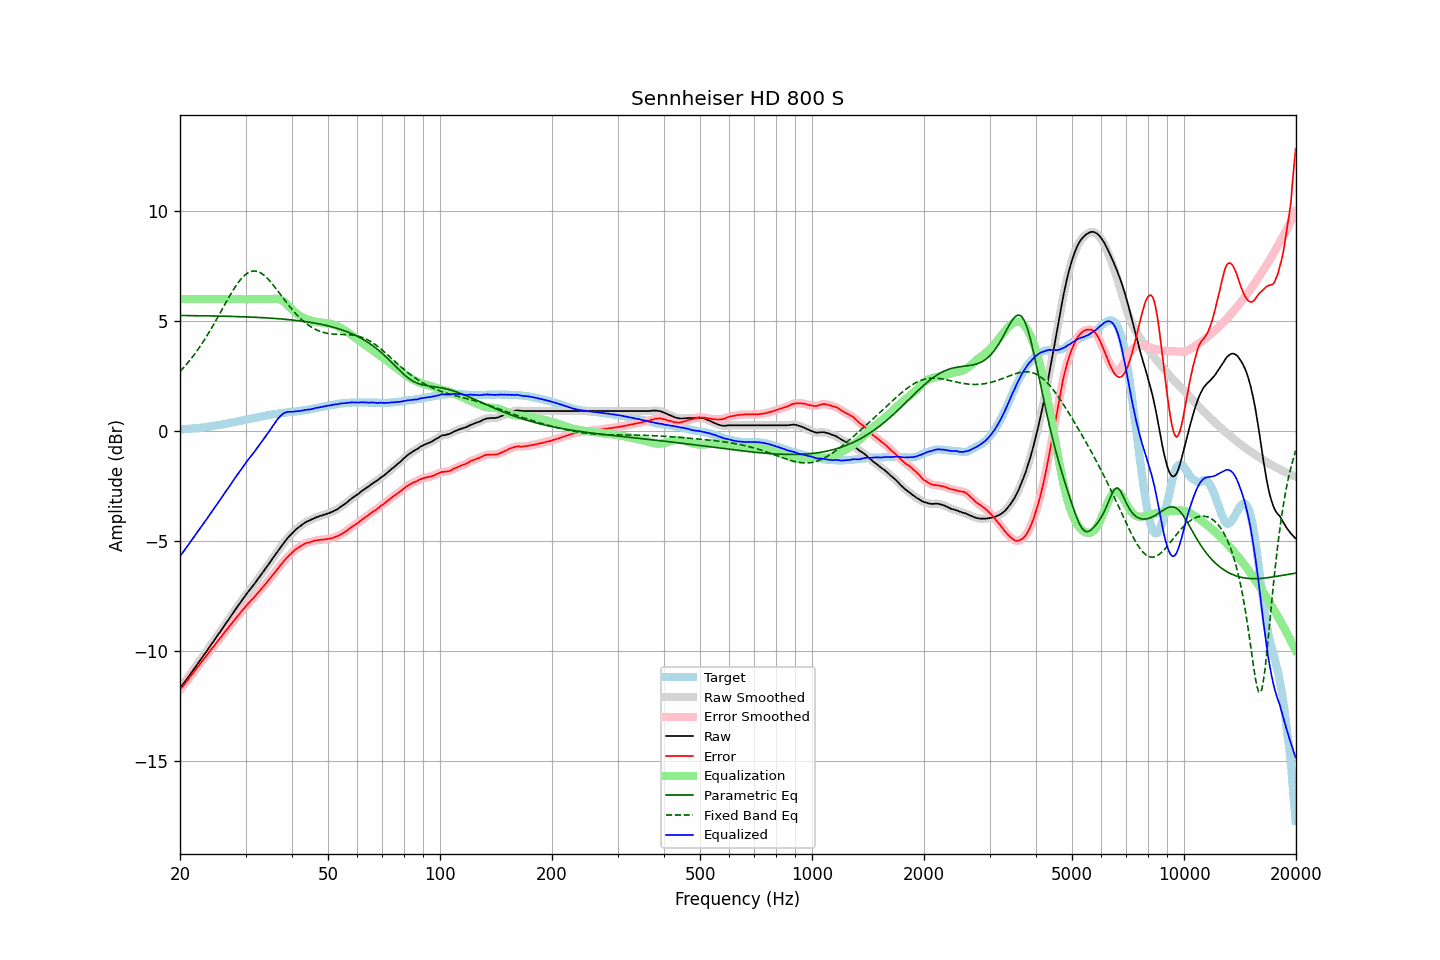 Sennheiser HD 800 S
Amplitude (dBr)
10
5
0
−5
−10
−15
Target
Raw Smoothed
Error Smoothed
Raw
Error
Equalization
Parametric Eq
Fixed Band Eq
Equalized
20 50 100 200 500 1000 2000 5000 10000 20000
Frequency (Hz)